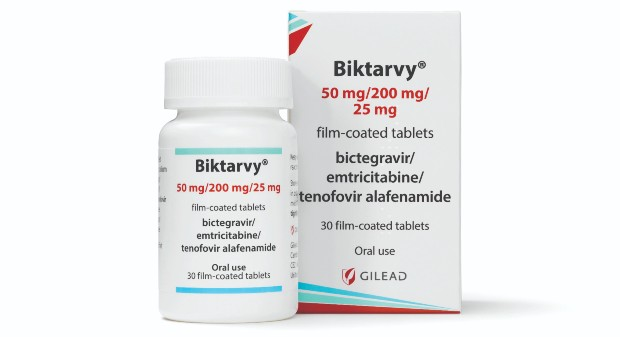 Biktarvy®
50 mg/200 mg/25 mg
film-coated tablets
bictegravir/
emtricitabine/
tenofovir alafenamide
Oral use
30 film-coated tablets
Biktarvy®
50 mg/200 mg/
25 mg
film-coated tablets
bictegravir/
emtricitabine/
tenofovir alafenamide
30 film-coated tablets
Oral use
GILEAD